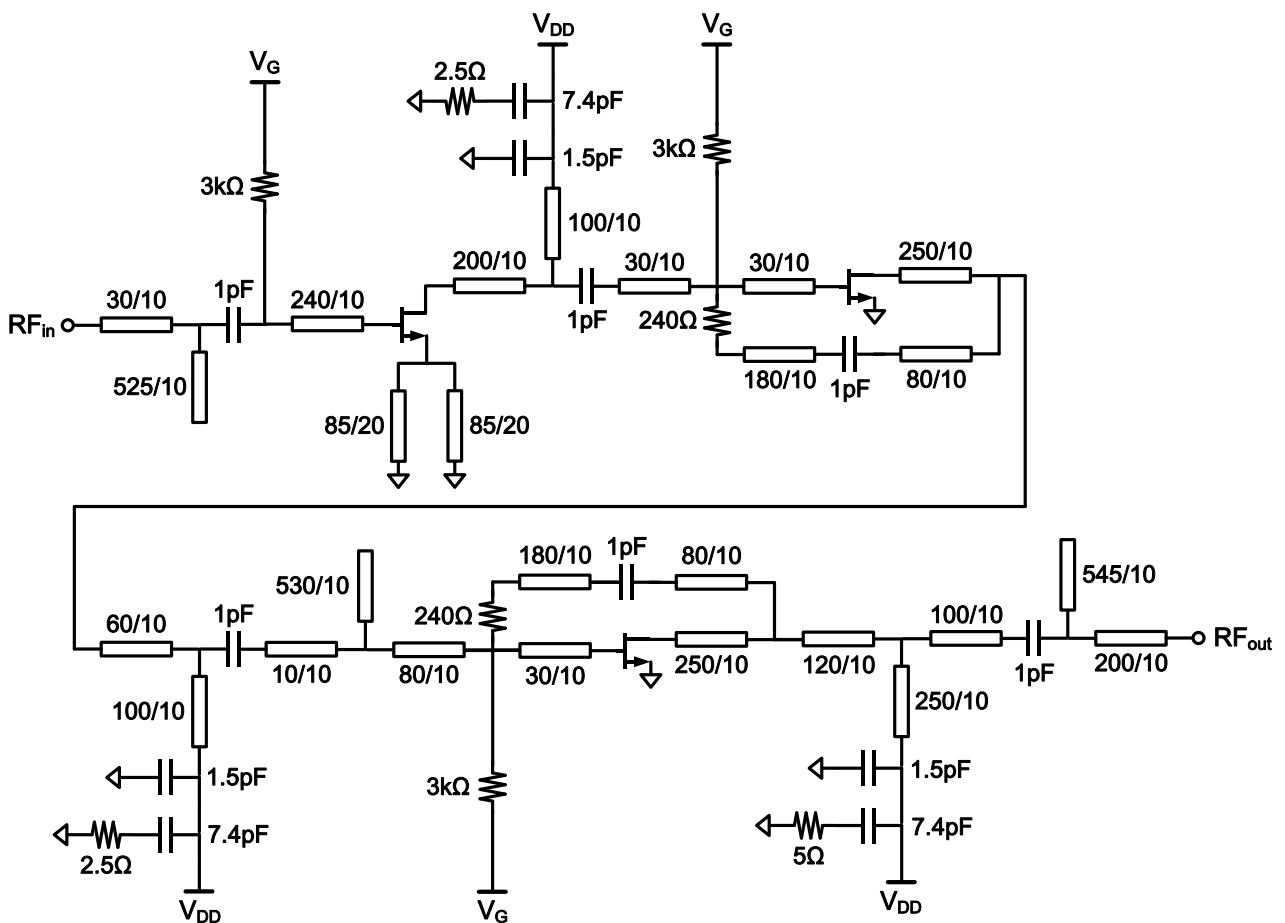 V_DD
V_G
V_G
2.5Ω
7.4pF
1.5pF
3kΩ
3kΩ
100/10
200/10
30/10
30/10
250/10
RF_in
30/10
1pF
240/10
1pF
240Ω
525/10
180/10
1pF
80/10
85/20
85/20
180/10
1pF
80/10
530/10
545/10
60/10
1pF
240Ω
100/10
RF_out
10/10
80/10
30/10
250/10
120/10
1pF
200/10
100/10
250/10
1.5pF
3kΩ
1.5pF
7.4pF
7.4pF
2.5Ω
5Ω
V_DD
V_G
V_DD